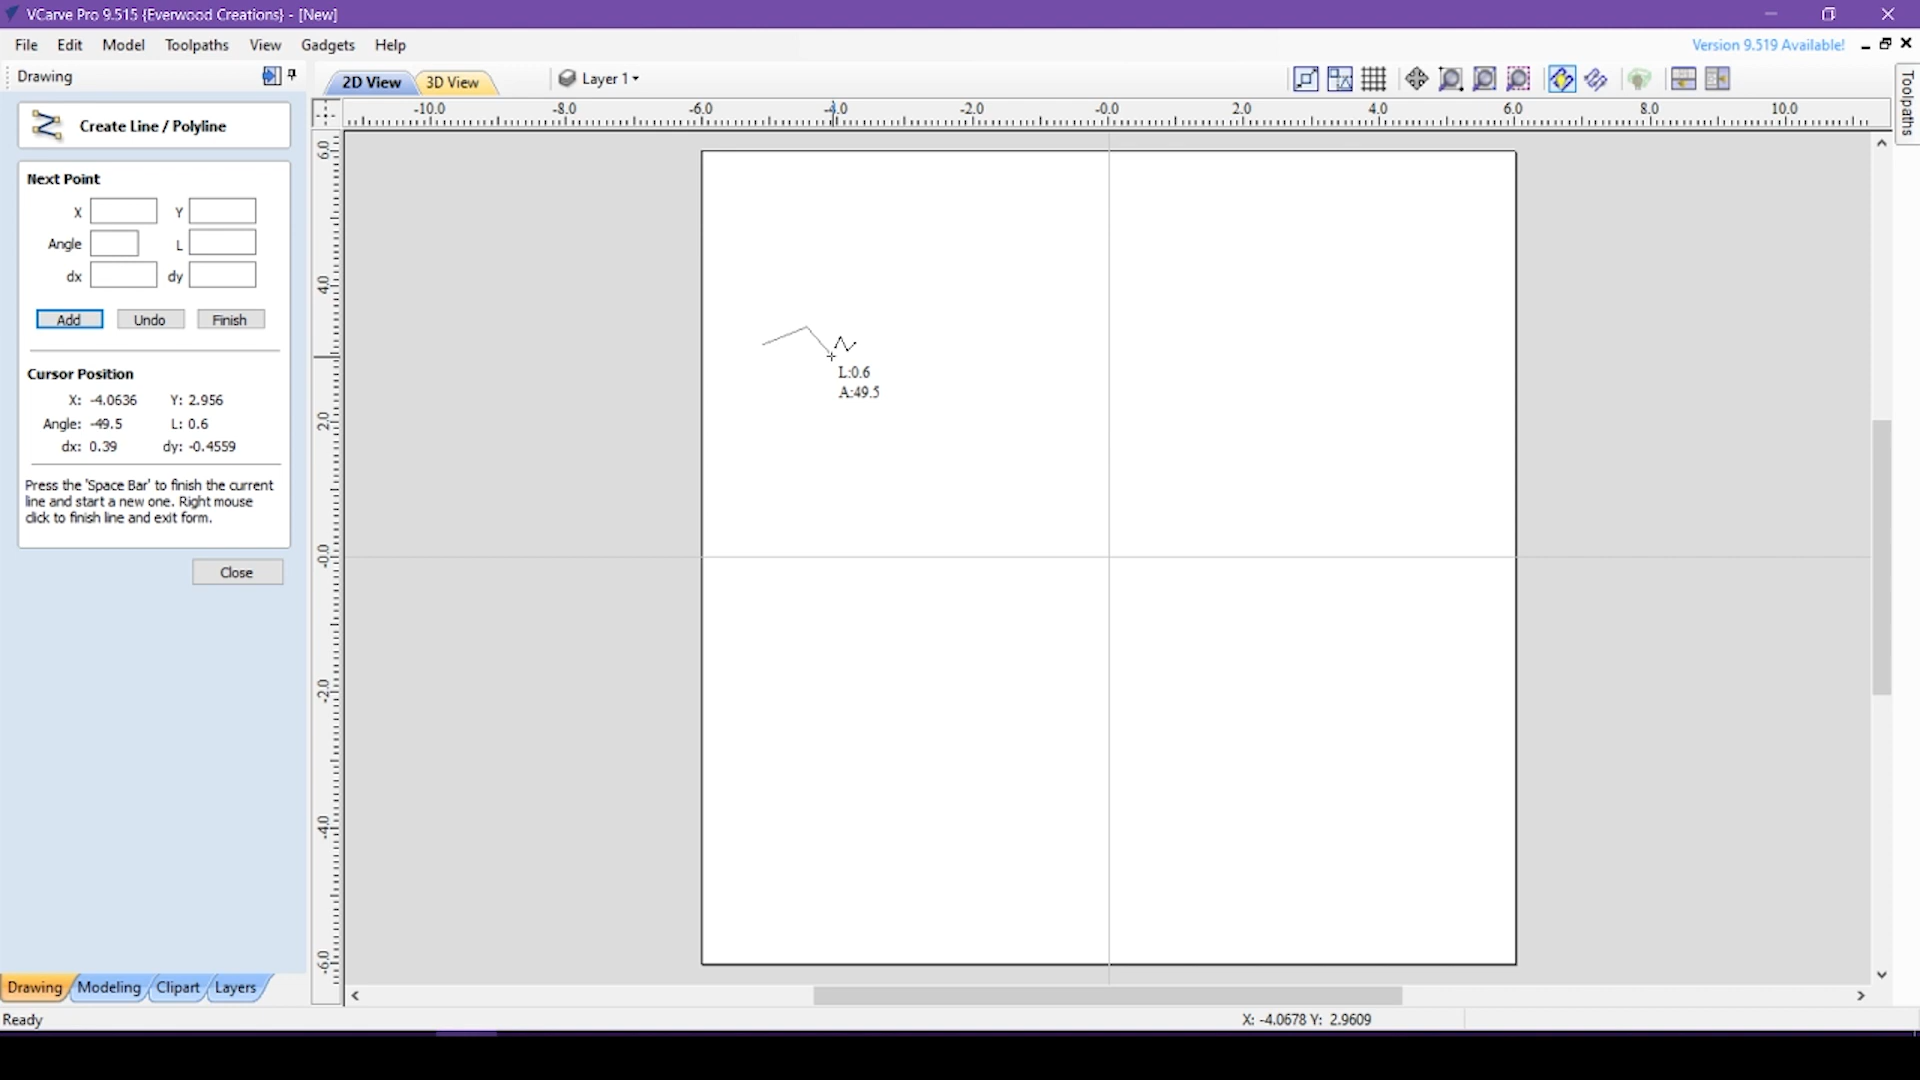 VCarve Pro 9.515 {Everwood Creations} - [New]
File Edit Model Toolpaths View Gadgets Help
Version 9.519 Available!
Drawing
2D View 3D View Layer 1
Toolpaths
Create Line / Polyline
-10.0 -8.0 -6.0 -4.0 -2.0 -0.0 2.0 4.0 6.0 8.0 10.0
6.0
4.0
2.0
-0.0
-2.0
-4.0
-6.0
Next Point
X Y
Angle L
dx dy
Add Undo Finish
Cursor Position
X: -4.0636 Y: 2.956
Angle: -49.5 L: 0.6
dx: 0.39 dy: -0.4559
Press the 'Space Bar' to finish the current
line and start a new one. Right mouse
click to finish line and exit form.
Close
L:0.6
A:49.5
Drawing Modeling Clipart Layers
Ready
X: -4.0678 Y: 2.9609